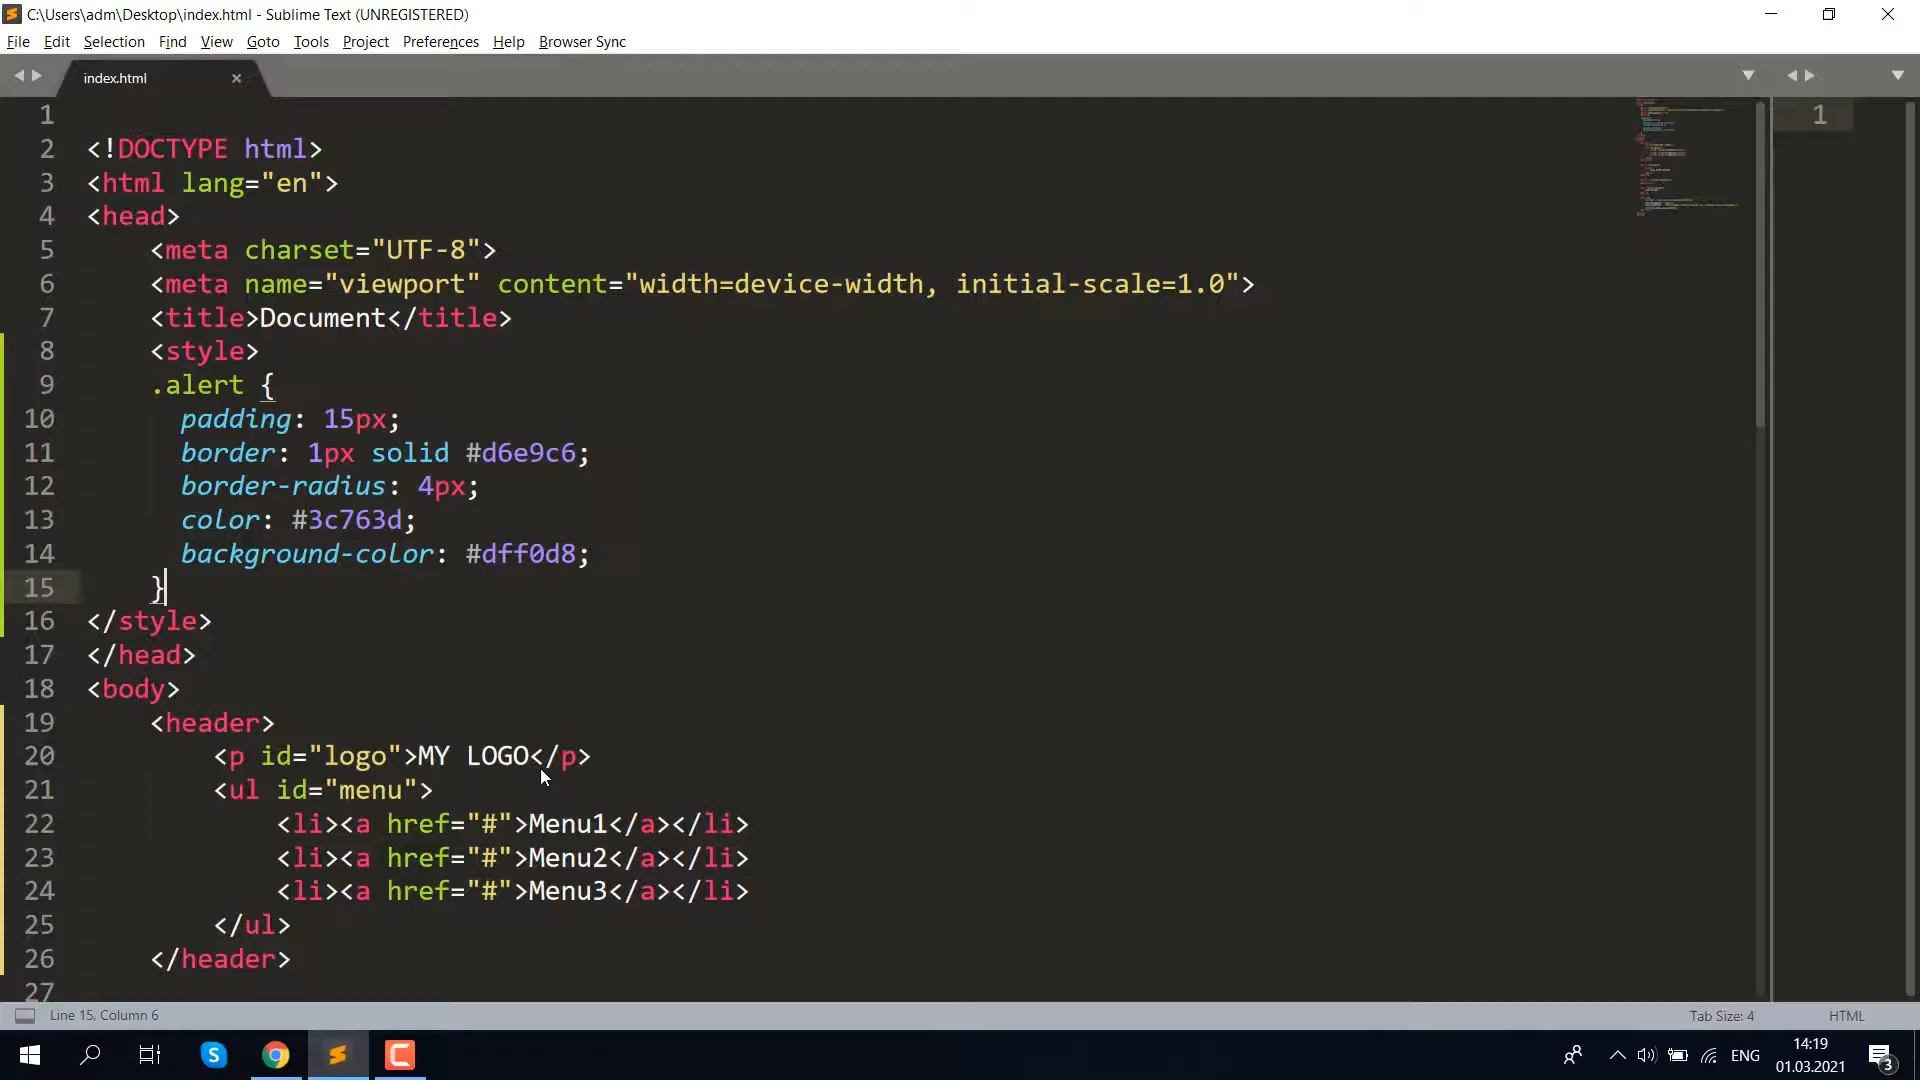 C:\Users\adm\Desktop\index.html - Sublime Text (UNREGISTERED)
File Edit Selection Find View Goto Tools Project Preferences Help Browser Sync
index.html
1
2 <!DOCTYPE html>
3 <html lang="en">
4 <head>
5 <meta charset="UTF-8">
6 <meta name="viewport" content="width=device-width, initial-scale=1.0">
7 <title>Document</title>
8 <style>
9 .alert {
10 padding: 15px;
11 border: 1px solid #d6e9c6;
12 border-radius: 4px;
13 color: #3c763d;
14 background-color: #dff0d8;
15 }
16 </style>
17 </head>
18 <body>
19 <header>
20 <p id="logo">MY LOGO</p>
21 <ul id="menu">
22 <li><a href="#">Menu1</a></li>
23 <li><a href="#">Menu2</a></li>
24 <li><a href="#">Menu3</a></li>
25 </ul>
26 </header>
27
1
Line 15, Column 6 Tab Size: 4 HTML
ENG
14:19
01.03.2021
3